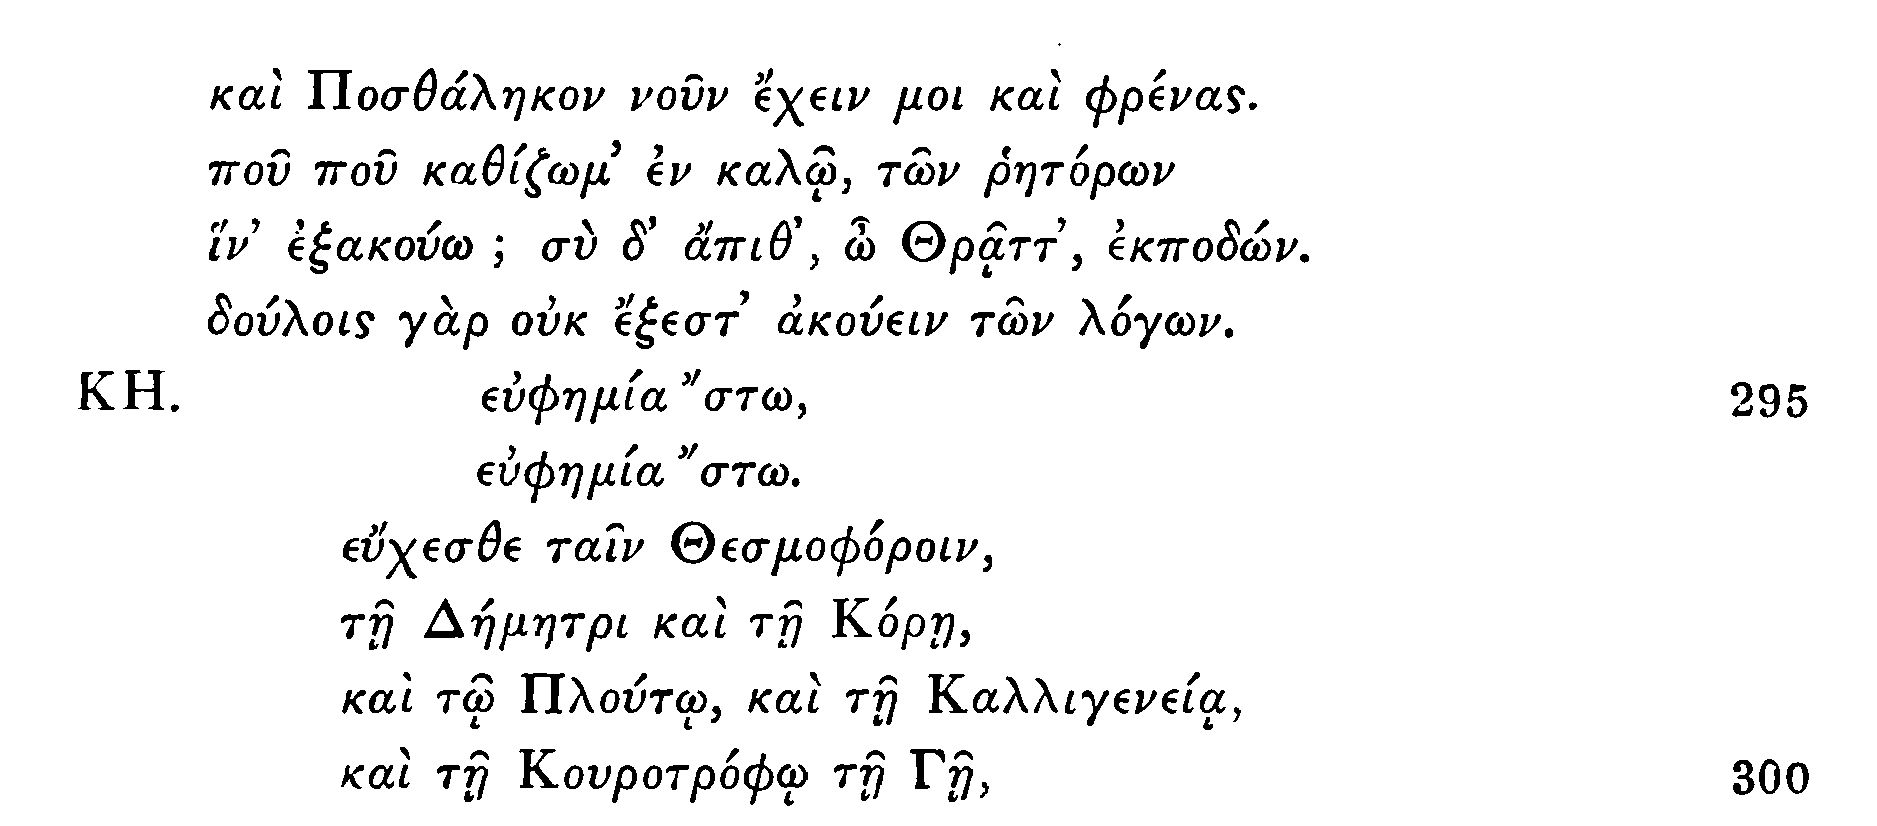 καὶ Ποσθάληκον νοῦν ἔχειν μοι καὶ φρένας.
ποῦ ποῦ καθίζωμ’ ἐν καλῷ, τῶν ῥητόρων
ἵν’ ἐξακούω ; σὺ δ’ ἄπιθ’, ὦ Θρᾷττ’, ἐκποδών.
δούλοις γὰρ οὐκ ἔξεστ’ ἀκούειν τῶν λόγων.
ΚΗ. εὐφημία ῎στω, 295
εὐφημία ῎στω.
εὔχεσθε ταῖν Θεσμοφόροιν,
τῇ Δήμητρι καὶ τῇ Κόρῃ,
καὶ τῷ Πλούτῳ, καὶ τῇ Καλλιγενείᾳ,
καὶ τῇ Κουροτρόφῳ τῇ Γῇ, 300